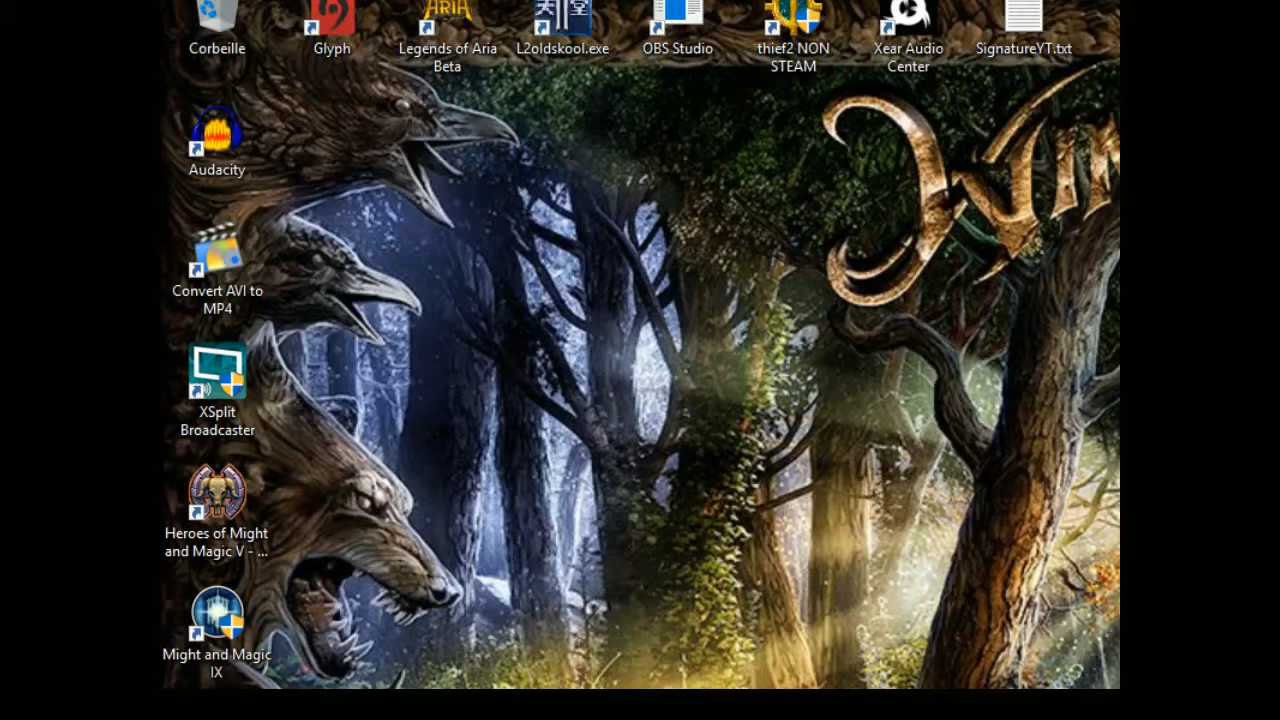 ARIA
Corbeille
Glyph
Legends of Aria
Beta
L2oldskool.exe
OBS Studio
thief2 NON
STEAM
Xear Audio
Center
SignatureYT.txt
Audacity
Convert AVI to
MP4
XSplit
Broadcaster
Heroes of Might
and Magic V - ...
Might and Magic
IX